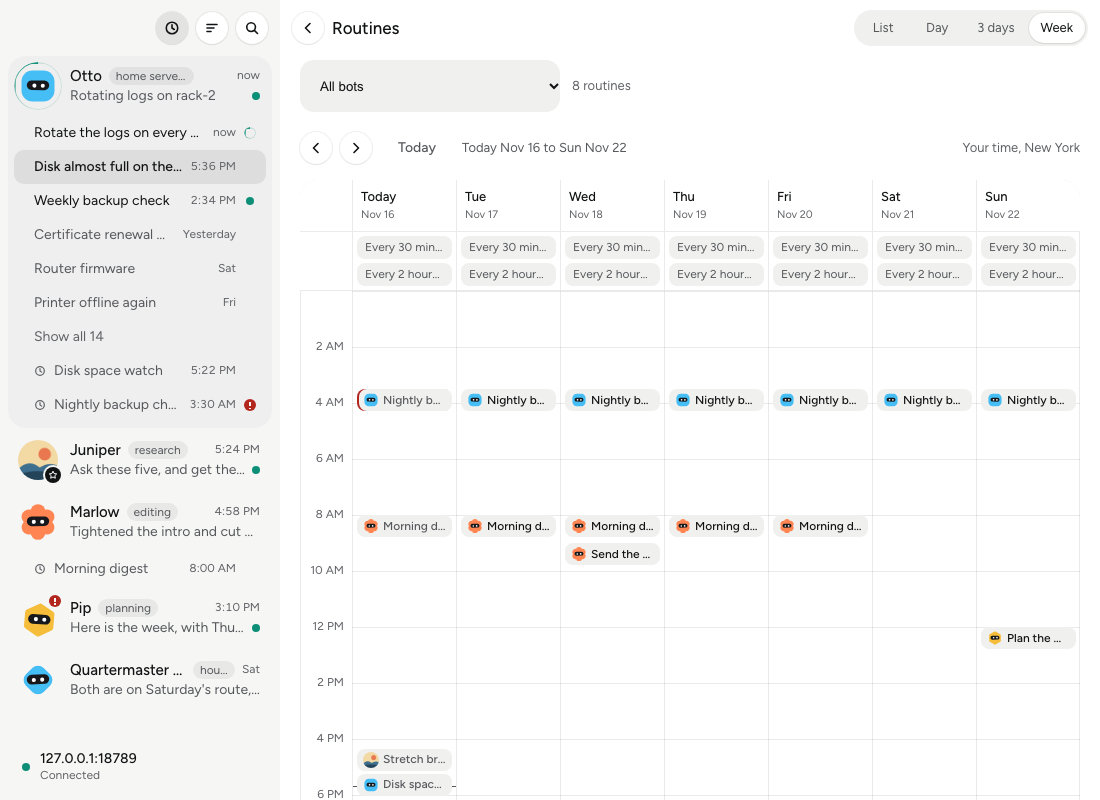 Otto home serve... now
Rotating logs on rack-2
Rotate the logs on every ... now
Disk almost full on the... 5:36 PM
Weekly backup check 2:34 PM
Certificate renewal ... Yesterday
Router firmware Sat
Printer offline again Fri
Show all 14
Disk space watch 5:22 PM
Nightly backup ch... 3:30 AM
Juniper research 5:24 PM
Ask these five, and get the...
Marlow editing 4:58 PM
Tightened the intro and cut ...
Morning digest 8:00 AM
Pip planning 3:10 PM
Here is the week, with Thu...
Quartermaster ... hou... Sat
Both are on Saturday's route,...
127.0.0.1:18789
Connected
Routines
List Day 3 days Week
All bots 8 routines
Today Today Nov 16 to Sun Nov 22 Your time, New York
Today Tue Wed Thu Fri Sat Sun
Nov 16 Nov 17 Nov 18 Nov 19 Nov 20 Nov 21 Nov 22
Every 30 min... Every 30 min... Every 30 min... Every 30 min... Every 30 min... Every 30 min... Every 30 min...
Every 2 hour... Every 2 hour... Every 2 hour... Every 2 hour... Every 2 hour... Every 2 hour... Every 2 hour...
2 AM
4 AM Nightly b... Nightly b... Nightly b... Nightly b... Nightly b... Nightly b... Nightly b...
6 AM
8 AM
Morning d... Morning d... Morning d... Morning d... Morning d...
Send the ...
10 AM
12 PM
Plan the ...
2 PM
4 PM
Stretch br...
Disk spac...
6 PM